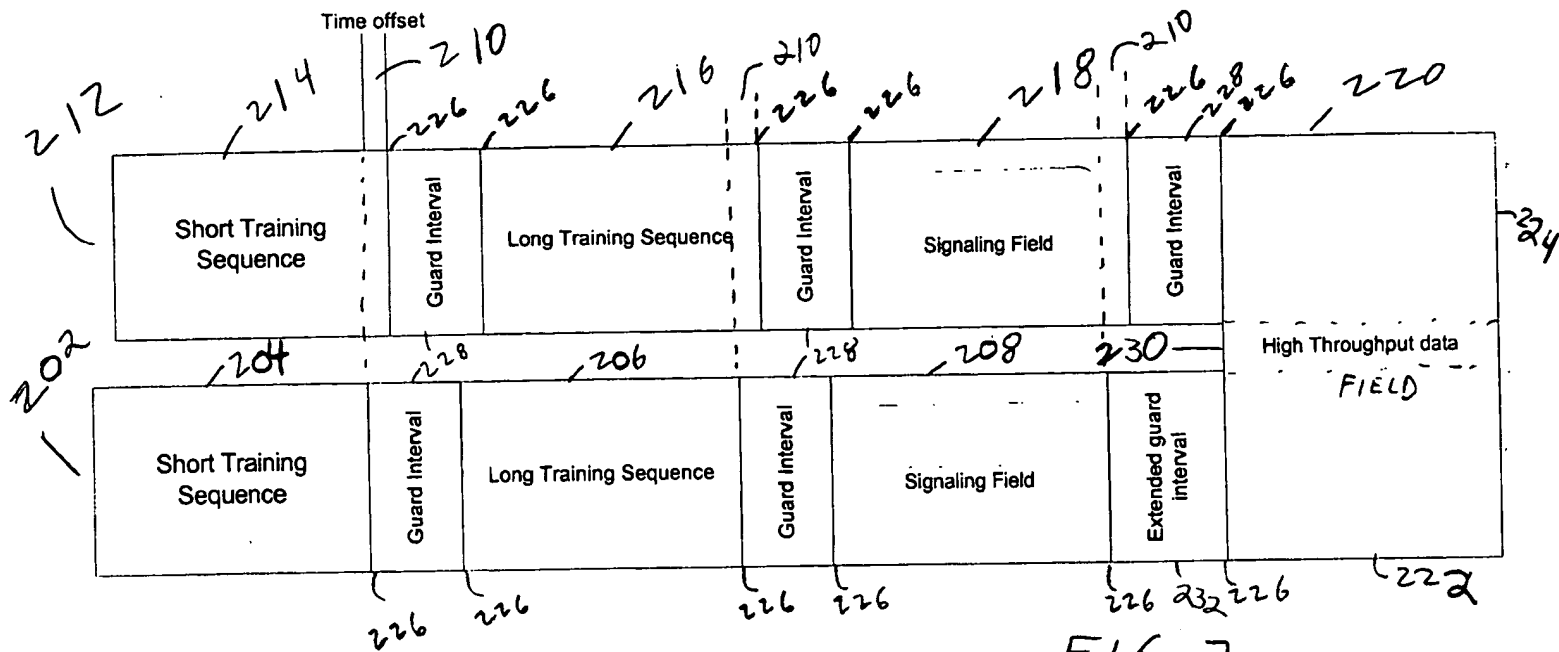 Time offset
210
210
210
212
214
226
226
216
226
226
218
226
228
226
220
Short Training
Sequence
Guard Interval
Long Training Sequence
Guard Interval
Signaling Field
Guard Interval
224
202
204
228
206
228
208
230
High Throughput data
FIELD
Short Training
Sequence
Guard Interval
Long Training Sequence
Guard Interval
Signaling Field
Extended guard
interval
226
226
226
226
226
232
226
222